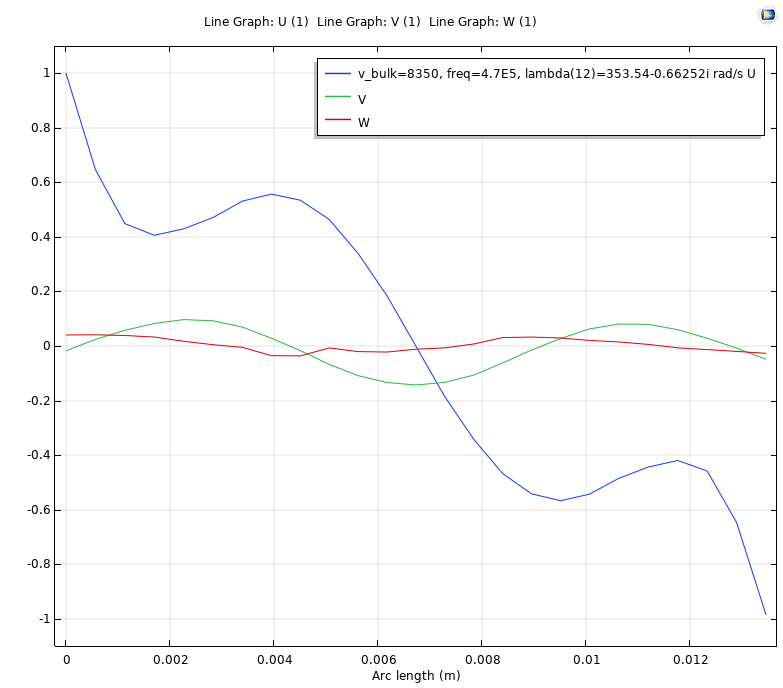 Line Graph: U (1)  Line Graph: V (1)  Line Graph: W (1)
v_bulk=8350, freq=4.7E5, lambda(12)=353.54-0.66252i rad/s U
V
W
1
0.8
0.6
0.4
0.2
0
-0.2
-0.4
-0.6
-0.8
-1
0 0.002 0.004 0.006 0.008 0.01 0.012
Arc length (m)